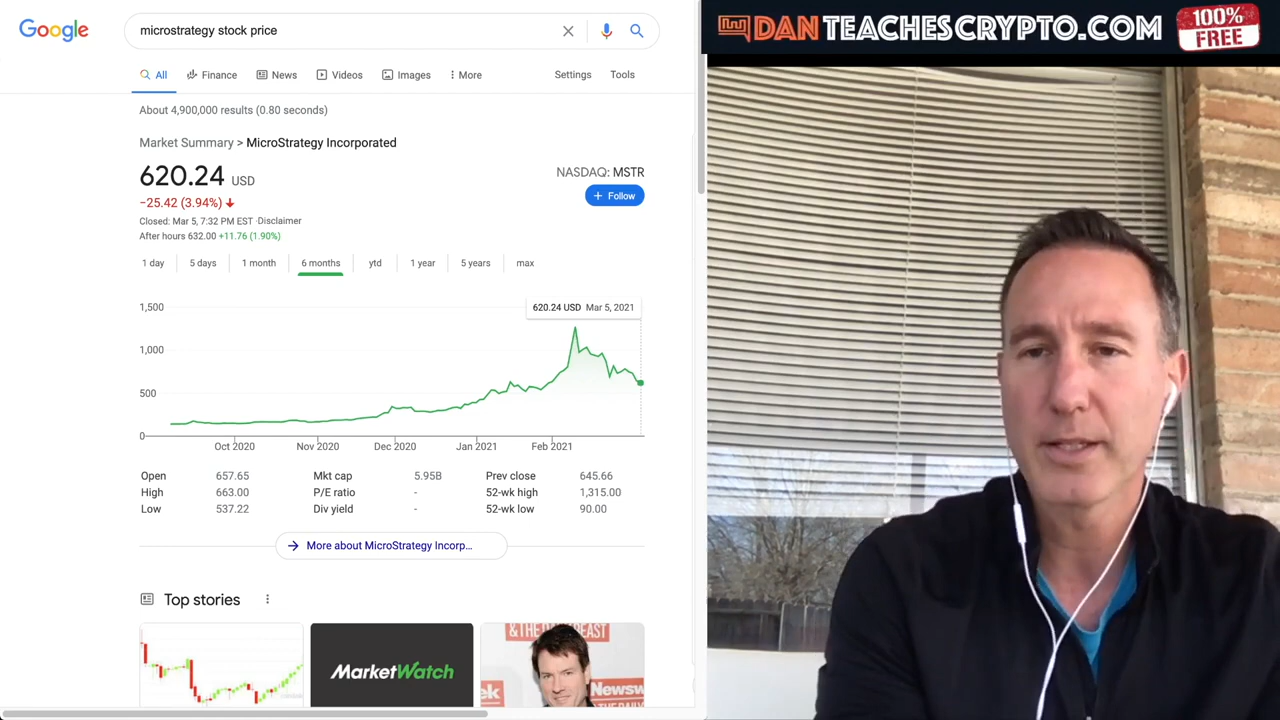 Google
microstrategy stock price
All Finance News Videos Images More Settings Tools
About 4,900,000 results (0.80 seconds)
Market Summary > MicroStrategy Incorporated
620.24 USD
NASDAQ: MSTR
+ Follow
−25.42 (3.94%)
Closed: Mar 5, 7:32 PM EST · Disclaimer
After hours 632.00 +11.76 (1.90%)
1 day 5 days 1 month 6 months ytd 1 year 5 years max
620.24 USD Mar 5, 2021
1,500
1,000
500
0
Oct 2020 Nov 2020 Dec 2020 Jan 2021 Feb 2021
Open 657.65 Mkt cap 5.95B Prev close 645.66
High 663.00 P/E ratio - 52-wk high 1,315.00
Low 537.22 Div yield - 52-wk low 90.00
More about MicroStrategy Incorp...
Top stories
MarketWatch
& THE DAILY BEAST
Newsw
DANTEACHESCRYPTO.COM
100%
FREE